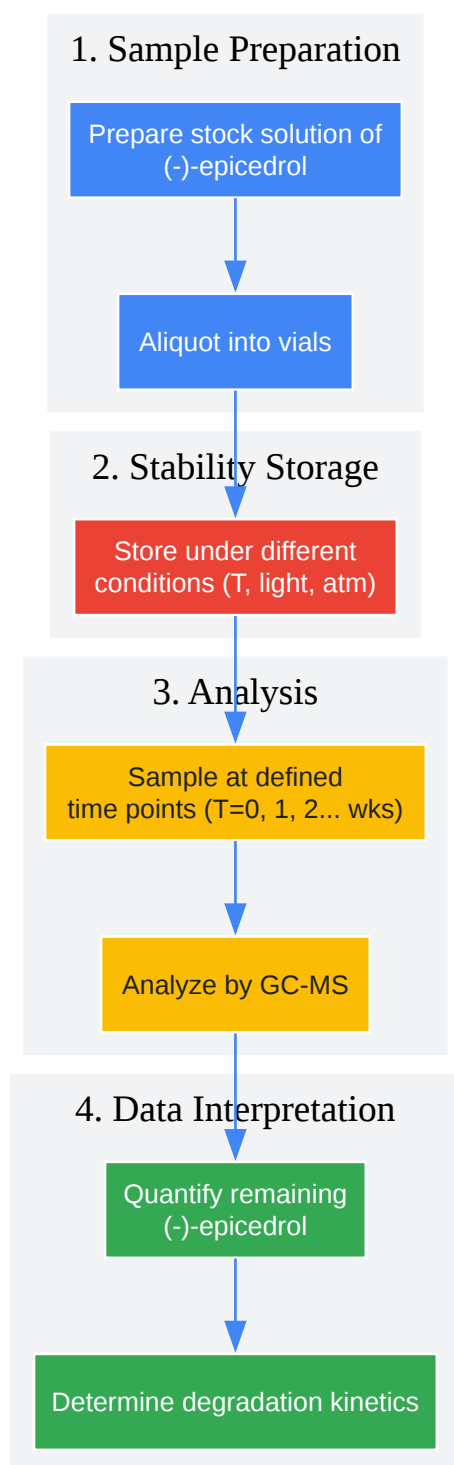 1. Sample Preparation
Prepare stock solution of
(-)-epicedrol
Aliquot into vials
2. Stability Storage
Store under different
conditions (T, light, atm)
3. Analysis
Sample at defined
time points (T=0, 1, 2... wks)
Analyze by GC-MS
4. Data Interpretation
Quantify remaining
(-)-epicedrol
Determine degradation kinetics